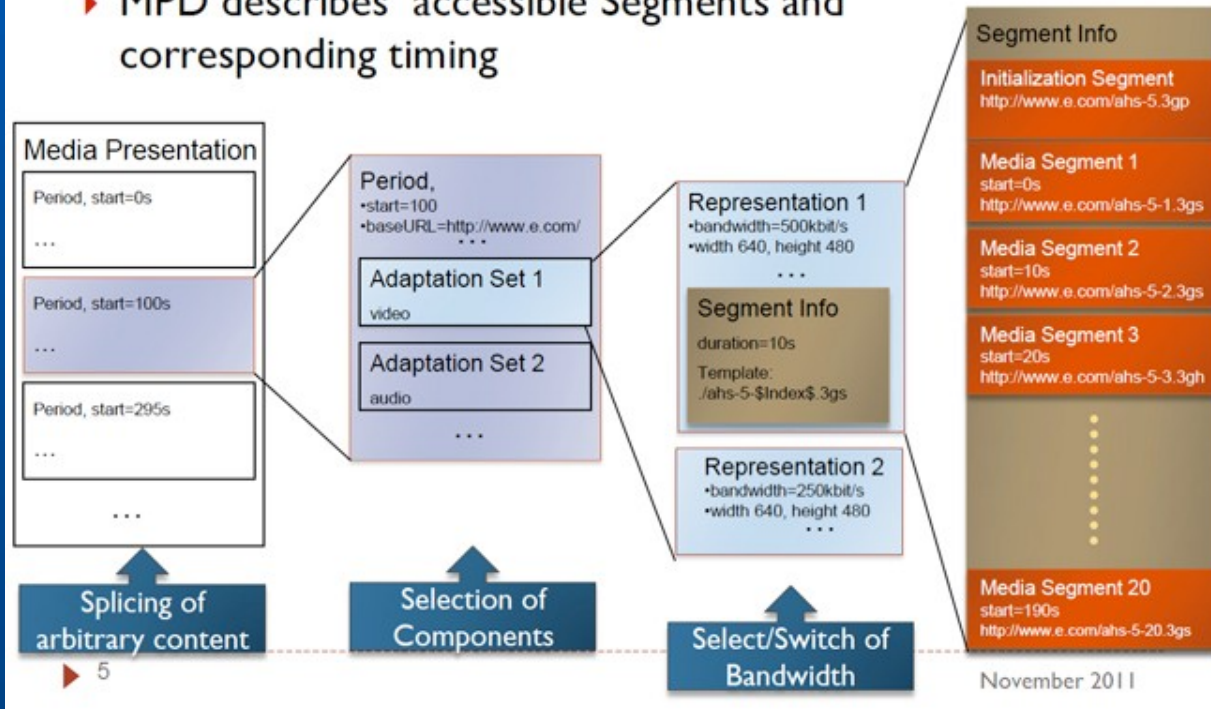 MPD describes accessible Segments and
corresponding timing
Media Presentation
Period, start=0s
...
Period, start=100s
...
Period, start=295s
...
...
Splicing of
arbitrary content
Period,
•start=100
•baseURL=http://www.e.com/
...
Adaptation Set 1
video
Adaptation Set 2
audio
...
Selection of
Components
Representation 1
•bandwidth=500kbit/s
•width 640, height 480
...
Segment Info
duration=10s
Template:
./ahs-5-$Index$.3gs
Representation 2
•bandwidth=250kbit/s
•width 640, height 480
...
Select/Switch of
Bandwidth
Segment Info
Initialization Segment
http://www.e.com/ahs-5.3gp
Media Segment 1
start=0s
http://www.e.com/ahs-5-1.3gs
Media Segment 2
start=10s
http://www.e.com/ahs-5-2.3gs
Media Segment 3
start=20s
http://www.e.com/ahs-5-3.3gh
Media Segment 20
start=190s
http://www.e.com/ahs-5-20.3gs
5
November 2011